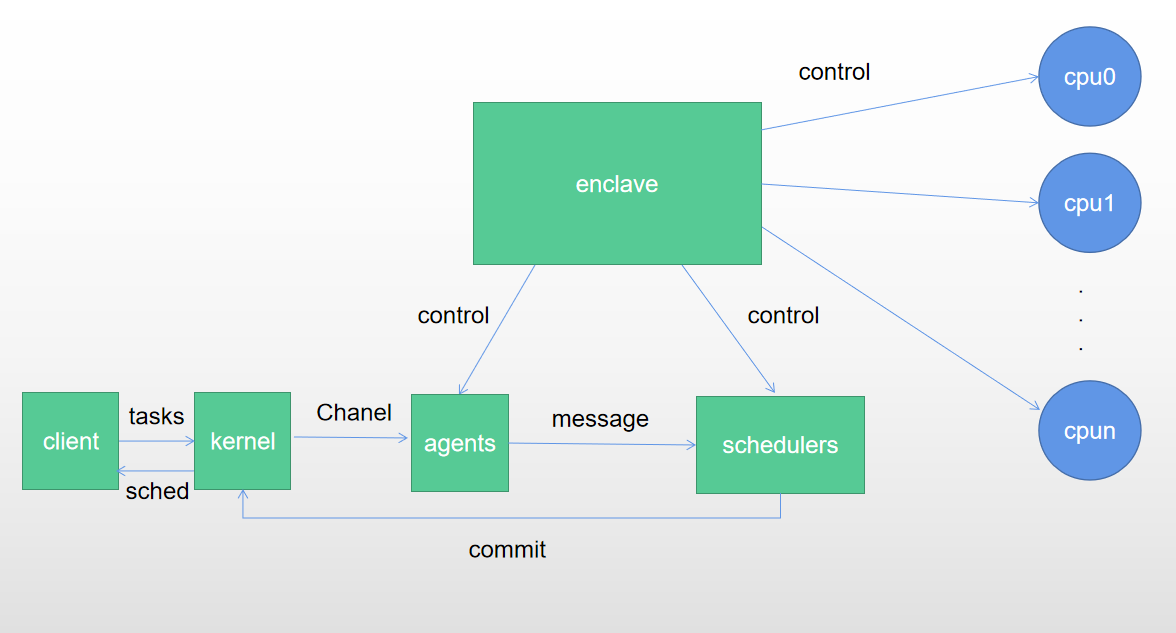 control
cpu0
enclave
cpu1
.
.
.
control
control
tasks
Chanel
message
client
kernel
agents
schedulers
cpun
sched
commit